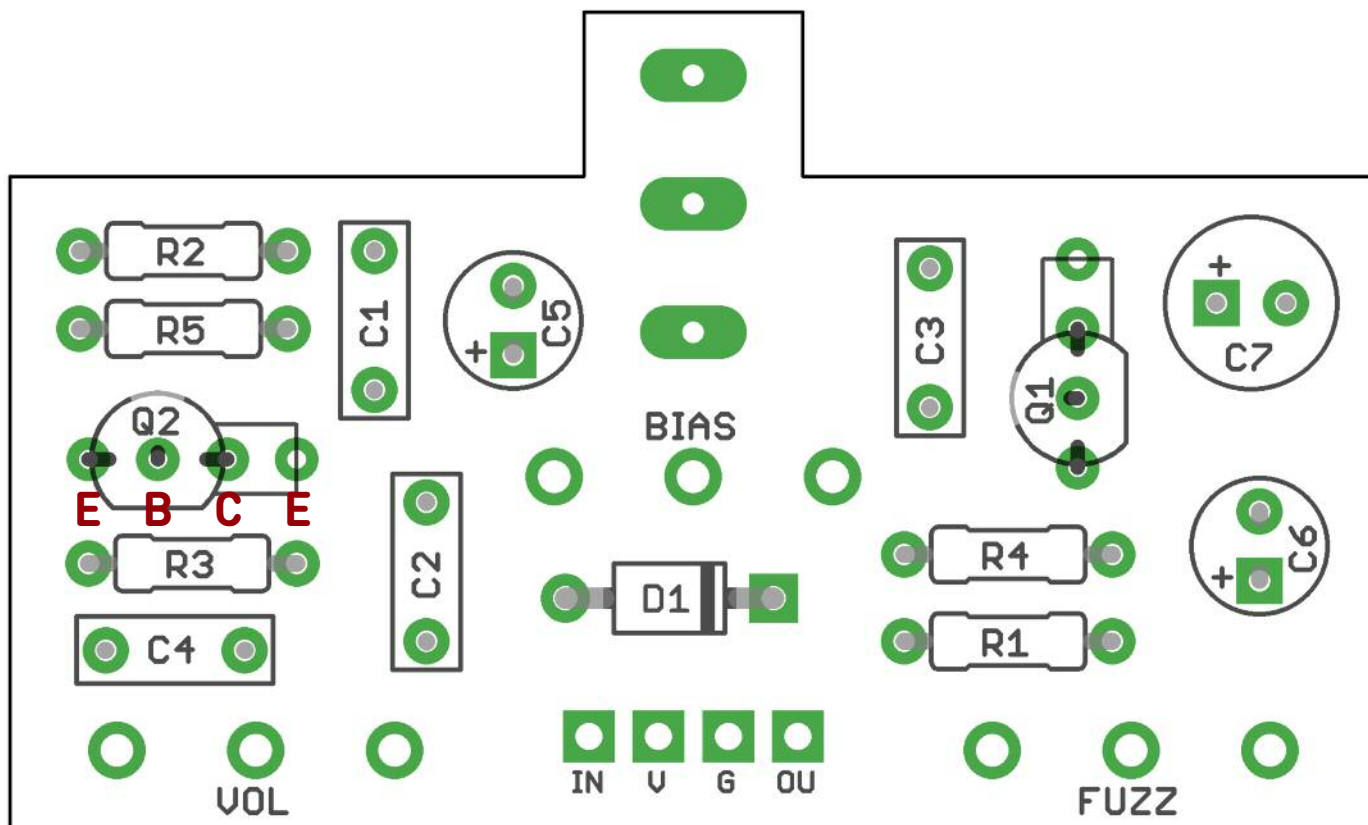 R2
R5
C1
+
C5
C3
+
C7
Q1
Q2
BIAS
E B C E
R3
C2
D1
R4
+
C6
R1
C4
IN V G OU
VOL
FUZZ